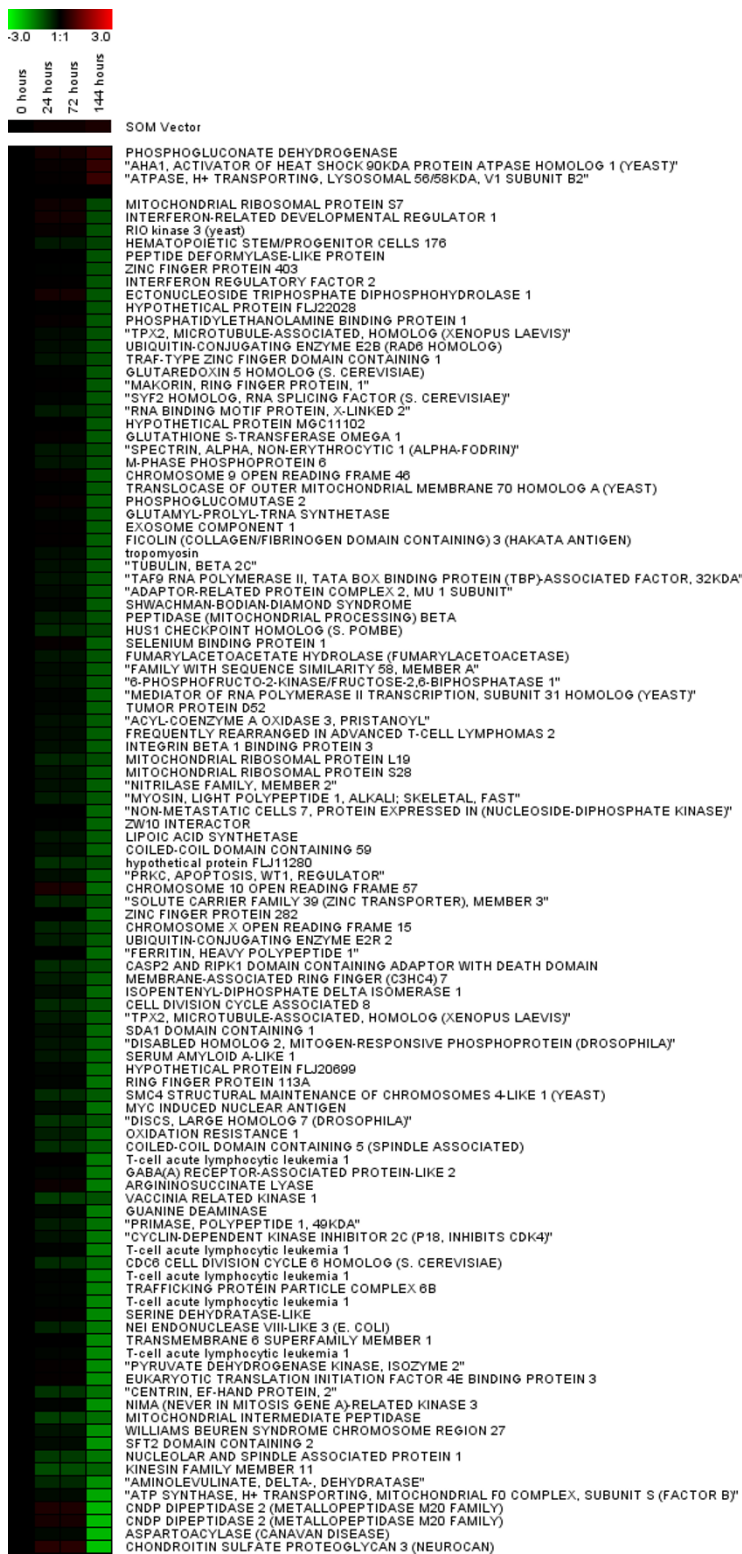 -3.0 1:1 3.0
0 hours
24 hours
72 hours
144 hours
SOM Vector
PHOSPHOGLUCONATE DEHYDROGENASE
"AHA1, ACTIVATOR OF HEAT SHOCK 90KDA PROTEIN ATPASE HOMOLOG 1 (YEAST)"
"ATPASE, H+ TRANSPORTING, LYSOSOMAL 56/58KDA, V1 SUBUNIT B2"
MITOCHONDRIAL RIBOSOMAL PROTEIN S7
INTERFERON-RELATED DEVELOPMENTAL REGULATOR 1
RIO kinase 3 (yeast)
HEMATOPOIETIC STEM/PROGENITOR CELLS 176
PEPTIDE DEFORMYLASE-LIKE PROTEIN
ZINC FINGER PROTEIN 403
INTERFERON REGULATORY FACTOR 2
ECTONUCLEOSIDE TRIPHOSPHATE DIPHOSPHOHYDROLASE 1
HYPOTHETICAL PROTEIN FLJ22028
PHOSPHATIDYLETHANOLAMINE BINDING PROTEIN 1
"TPX2, MICROTUBULE-ASSOCIATED, HOMOLOG (XENOPUS LAEVIS)"
UBIQUITIN-CONJUGATING ENZYME E2B (RAD6 HOMOLOG)
TRAF-TYPE ZINC FINGER DOMAIN CONTAINING 1
GLUTAREDOXIN 5 HOMOLOG (S. CEREVISIAE)
"MAKORIN, RING FINGER PROTEIN, 1"
"SYF2 HOMOLOG, RNA SPLICING FACTOR (S. CEREVISIAE)"
"RNA BINDING MOTIF PROTEIN, X-LINKED 2"
HYPOTHETICAL PROTEIN MGC11102
GLUTATHIONE S-TRANSFERASE OMEGA 1
"SPECTRIN, ALPHA, NON-ERYTHROCYTIC 1 (ALPHA-FODRIN)"
M-PHASE PHOSPHOPROTEIN 6
CHROMOSOME 9 OPEN READING FRAME 46
TRANSLOCASE OF OUTER MITOCHONDRIAL MEMBRANE 70 HOMOLOG A (YEAST)
PHOSPHOGLUCOMUTASE 2
GLUTAMYL-PROLYL-TRNA SYNTHETASE
EXOSOME COMPONENT 1
FICOLIN (COLLAGEN/FIBRINOGEN DOMAIN CONTAINING) 3 (HAKATA ANTIGEN)
tropomyosin
"TUBULIN, BETA 2C"
"TAF9 RNA POLYMERASE II, TATA BOX BINDING PROTEIN (TBP)-ASSOCIATED FACTOR, 32KDA"
"ADAPTOR-RELATED PROTEIN COMPLEX 2, MU 1 SUBUNIT"
SHWACHMAN-BODIAN-DIAMOND SYNDROME
PEPTIDASE (MITOCHONDRIAL PROCESSING) BETA
HUS1 CHECKPOINT HOMOLOG (S. POMBE)
SELENIUM BINDING PROTEIN 1
FUMARYLACETOACETATE HYDROLASE (FUMARYLACETOACETASE)
"FAMILY WITH SEQUENCE SIMILARITY 58, MEMBER A"
"6-PHOSPHOFRUCTO-2-KINASE/FRUCTOSE-2,6-BIPHOSPHATASE 1"
"MEDIATOR OF RNA POLYMERASE II TRANSCRIPTION, SUBUNIT 31 HOMOLOG (YEAST)"
TUMOR PROTEIN D52
"ACYL-COENZYME A OXIDASE 3, PRISTANOYL"
FREQUENTLY REARRANGED IN ADVANCED T-CELL LYMPHOMAS 2
INTEGRIN BETA 1 BINDING PROTEIN 3
MITOCHONDRIAL RIBOSOMAL PROTEIN L19
MITOCHONDRIAL RIBOSOMAL PROTEIN S28
"NITRILASE FAMILY, MEMBER 2"
"MYOSIN, LIGHT POLYPEPTIDE 1, ALKALI; SKELETAL, FAST"
"NON-METASTATIC CELLS 7, PROTEIN EXPRESSED IN (NUCLEOSIDE-DIPHOSPHATE KINASE)"
ZW10 INTERACTOR
LIPOIC ACID SYNTHETASE
COILED-COIL DOMAIN CONTAINING 59
hypothetical protein FLJ11280
"PRKC, APOPTOSIS, WT1, REGULATOR"
CHROMOSOME 10 OPEN READING FRAME 57
"SOLUTE CARRIER FAMILY 39 (ZINC TRANSPORTER), MEMBER 3"
ZINC FINGER PROTEIN 282
CHROMOSOME X OPEN READING FRAME 15
UBIQUITIN-CONJUGATING ENZYME E2R 2
"FERRITIN, HEAVY POLYPEPTIDE 1"
CASP2 AND RIPK1 DOMAIN CONTAINING ADAPTOR WITH DEATH DOMAIN
MEMBRANE-ASSOCIATED RING FINGER (C3HC4) 7
ISOPENTENYL-DIPHOSPHATE DELTA ISOMERASE 1
CELL DIVISION CYCLE ASSOCIATED 8
"TPX2, MICROTUBULE-ASSOCIATED, HOMOLOG (XENOPUS LAEVIS)"
SDA1 DOMAIN CONTAINING 1
"DISABLED HOMOLOG 2, MITOGEN-RESPONSIVE PHOSPHOPROTEIN (DROSOPHILA)"
SERUM AMYLOID A-LIKE 1
HYPOTHETICAL PROTEIN FLJ20699
RING FINGER PROTEIN 113A
SMC4 STRUCTURAL MAINTENANCE OF CHROMOSOMES 4-LIKE 1 (YEAST)
MYC INDUCED NUCLEAR ANTIGEN
"DISCS, LARGE HOMOLOG 7 (DROSOPHILA)"
OXIDATION RESISTANCE 1
COILED-COIL DOMAIN CONTAINING 5 (SPINDLE ASSOCIATED)
T-cell acute lymphocytic leukemia 1
GABA(A) RECEPTOR-ASSOCIATED PROTEIN-LIKE 2
ARGININOSUCCINATE LYASE
VACCINIA RELATED KINASE 1
GUANINE DEAMINASE
"PRIMASE, POLYPEPTIDE 1, 49KDA"
"CYCLIN-DEPENDENT KINASE INHIBITOR 2C (P18, INHIBITS CDK4)"
T-cell acute lymphocytic leukemia 1
CDC6 CELL DIVISION CYCLE 6 HOMOLOG (S. CEREVISIAE)
T-cell acute lymphocytic leukemia 1
TRAFFICKING PROTEIN PARTICLE COMPLEX 6B
T-cell acute lymphocytic leukemia 1
SERINE DEHYDRATASE-LIKE
NEI ENDONUCLEASE VIII-LIKE 3 (E. COLI)
TRANSMEMBRANE 6 SUPERFAMILY MEMBER 1
T-cell acute lymphocytic leukemia 1
"PYRUVATE DEHYDROGENASE KINASE, ISOZYME 2"
EUKARYOTIC TRANSLATION INITIATION FACTOR 4E BINDING PROTEIN 3
"CENTRIN, EF-HAND PROTEIN, 2"
NIMA (NEVER IN MITOSIS GENE A)-RELATED KINASE 3
MITOCHONDRIAL INTERMEDIATE PEPTIDASE
WILLIAMS BEUREN SYNDROME CHROMOSOME REGION 27
SFT2 DOMAIN CONTAINING 2
NUCLEOLAR AND SPINDLE ASSOCIATED PROTEIN 1
KINESIN FAMILY MEMBER 11
"AMINOLEVULINATE, DELTA-, DEHYDRATASE"
"ATP SYNTHASE, H+ TRANSPORTING, MITOCHONDRIAL F0 COMPLEX, SUBUNIT S (FACTOR B)"
CNDP DIPEPTIDASE 2 (METALLOPEPTIDASE M20 FAMILY)
CNDP DIPEPTIDASE 2 (METALLOPEPTIDASE M20 FAMILY)
ASPARTOACYLASE (CANAVAN DISEASE)
CHONDROITIN SULFATE PROTEOGLYCAN 3 (NEUROCAN)